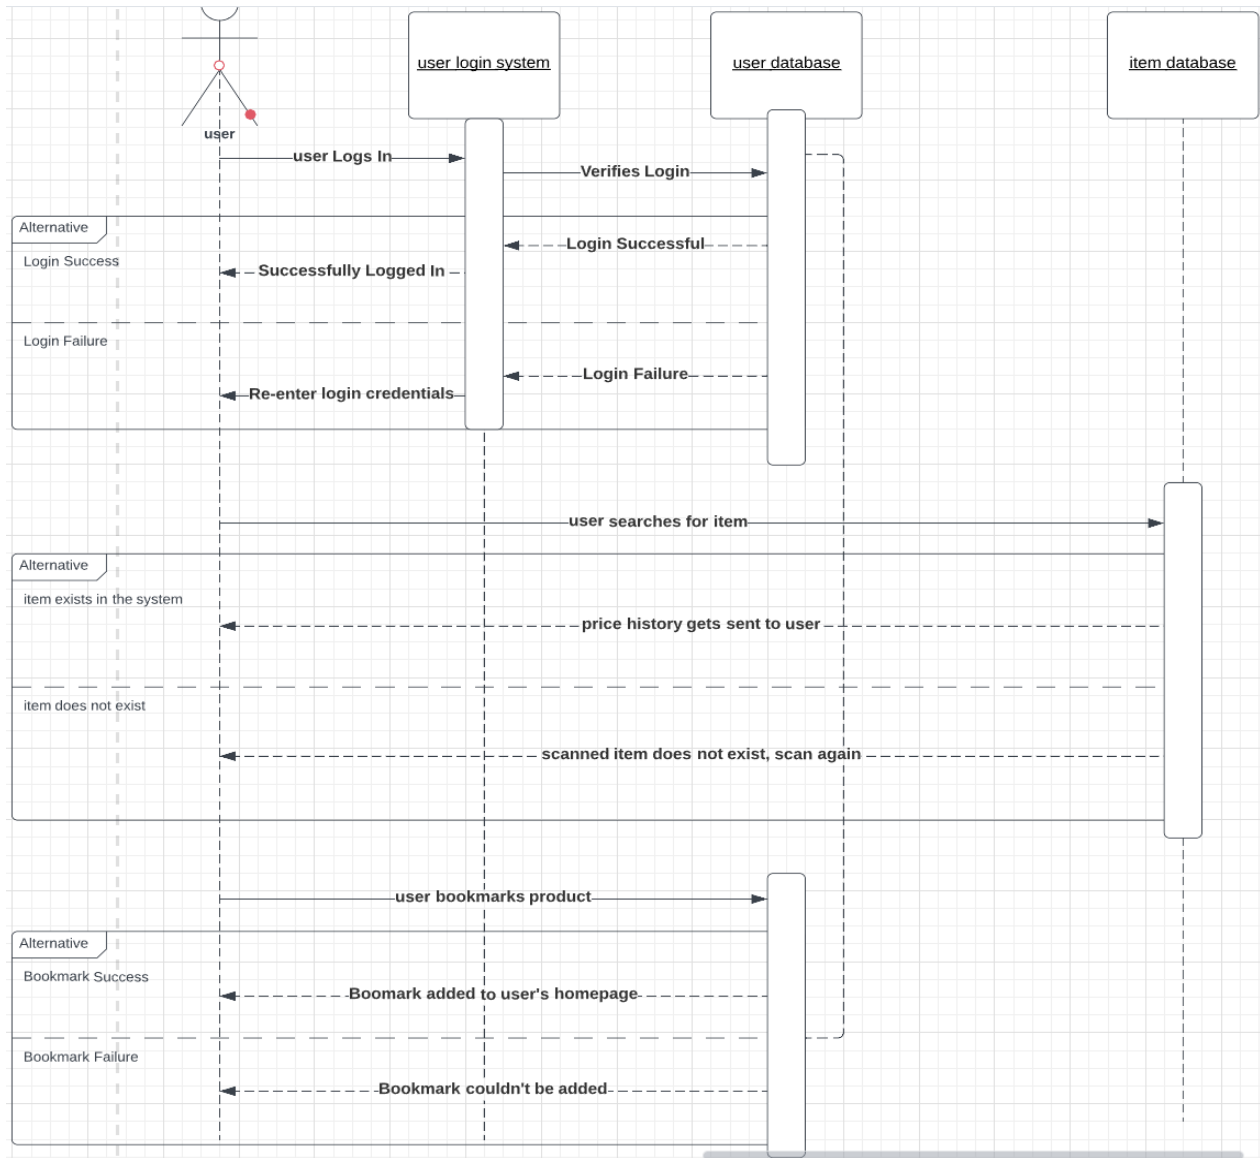 user login system
user database
item database
user
user Logs In
Verifies Login
Alternative
Login Successful
Login Success
Successfully Logged In
Login Failure
Login Failure
Re-enter login credentials
user searches for item
Alternative
item exists in the system
price history gets sent to user
item does not exist
scanned item does not exist, scan again
user bookmarks product
Alternative
Bookmark Success
Boomark added to user's homepage
Bookmark Failure
Bookmark couldn't be added